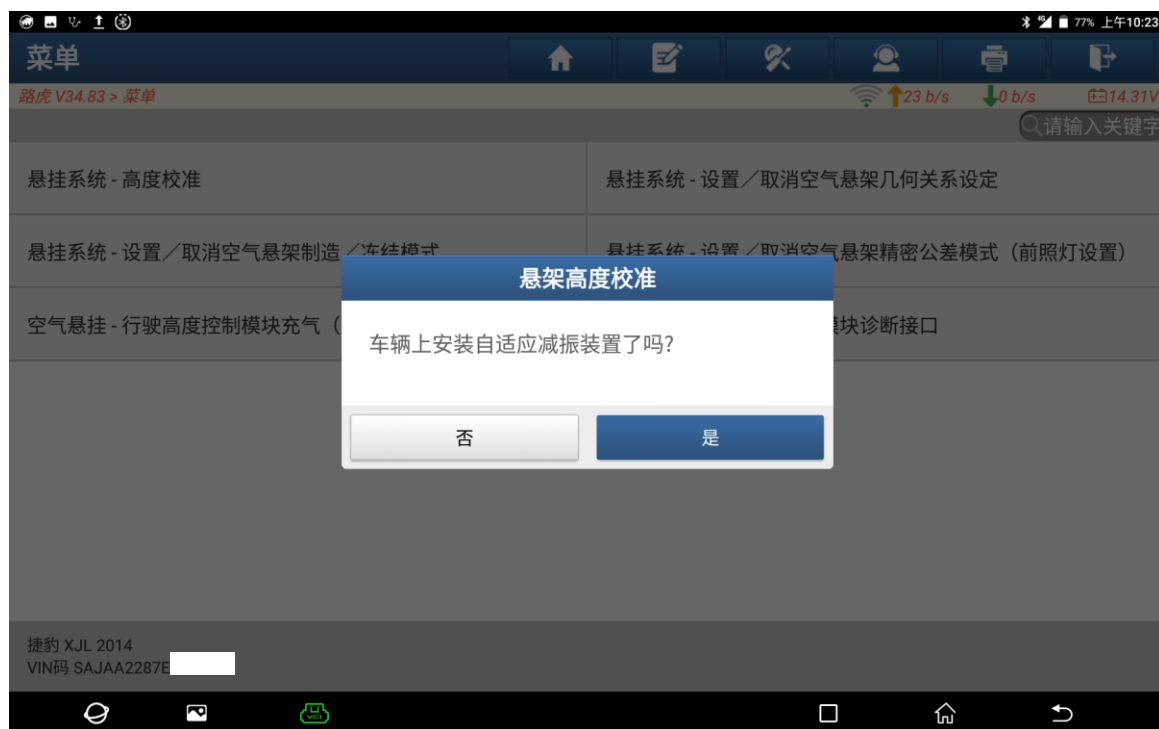 4G 77% 上午10:23
菜单
路虎 V34.83 > 菜单 23 b/s 0 b/s 14.31V
请输入关键字
悬挂系统 - 高度校准 悬挂系统 - 设置／取消空气悬架几何关系设定
悬挂系统 - 设置／取消空气悬架制造／冻结模式 悬挂系统 - 设置／取消空气悬架精密公差模式（前照灯设置）
悬架高度校准
空气悬挂 - 行驶高度控制模块充气（ 块诊断接口
车辆上安装自适应减振装置了吗?
否 是
捷豹 XJL 2014
VIN码 SAJAA2287E
VCI